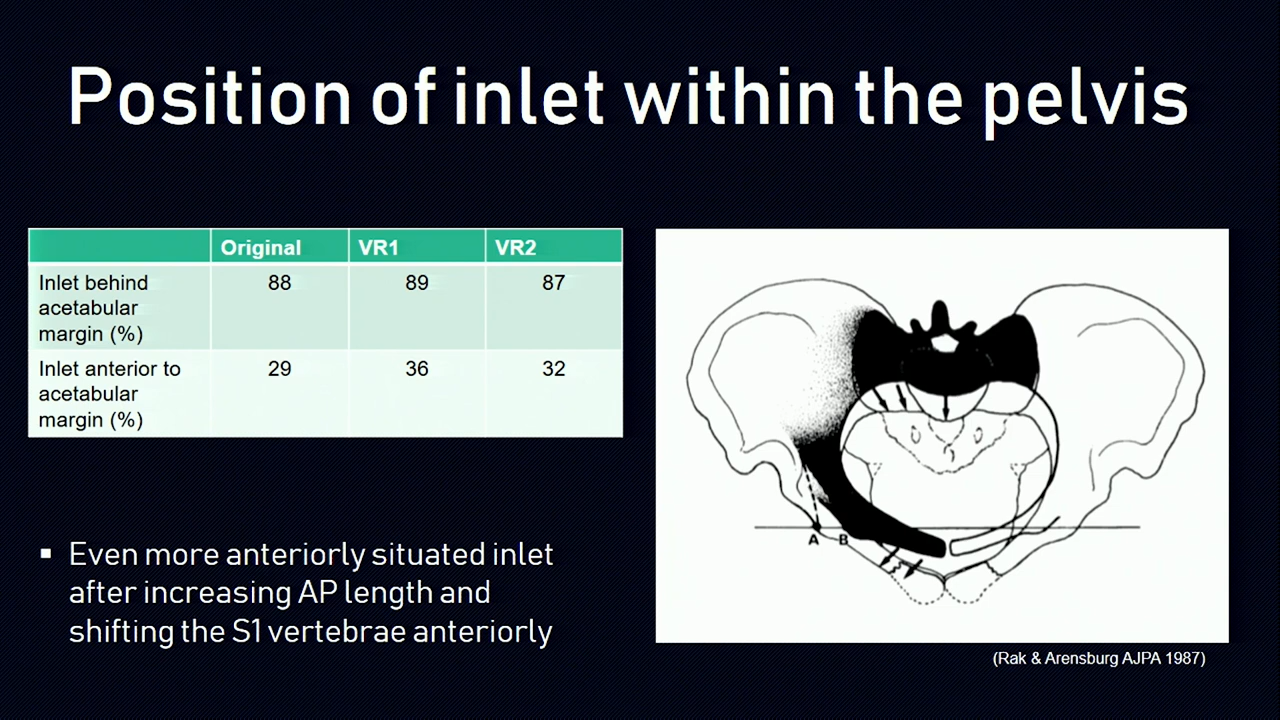 Position of inlet within the pelvis
Original VR1 VR2
Inlet behind 88 89 87
acetabular
margin (%)
Inlet anterior to 29 36 32
acetabular
margin (%)
▪ Even more anteriorly situated inlet
after increasing AP length and
shifting the S1 vertebrae anteriorly
A B
(Rak & Arensburg AJPA 1987)